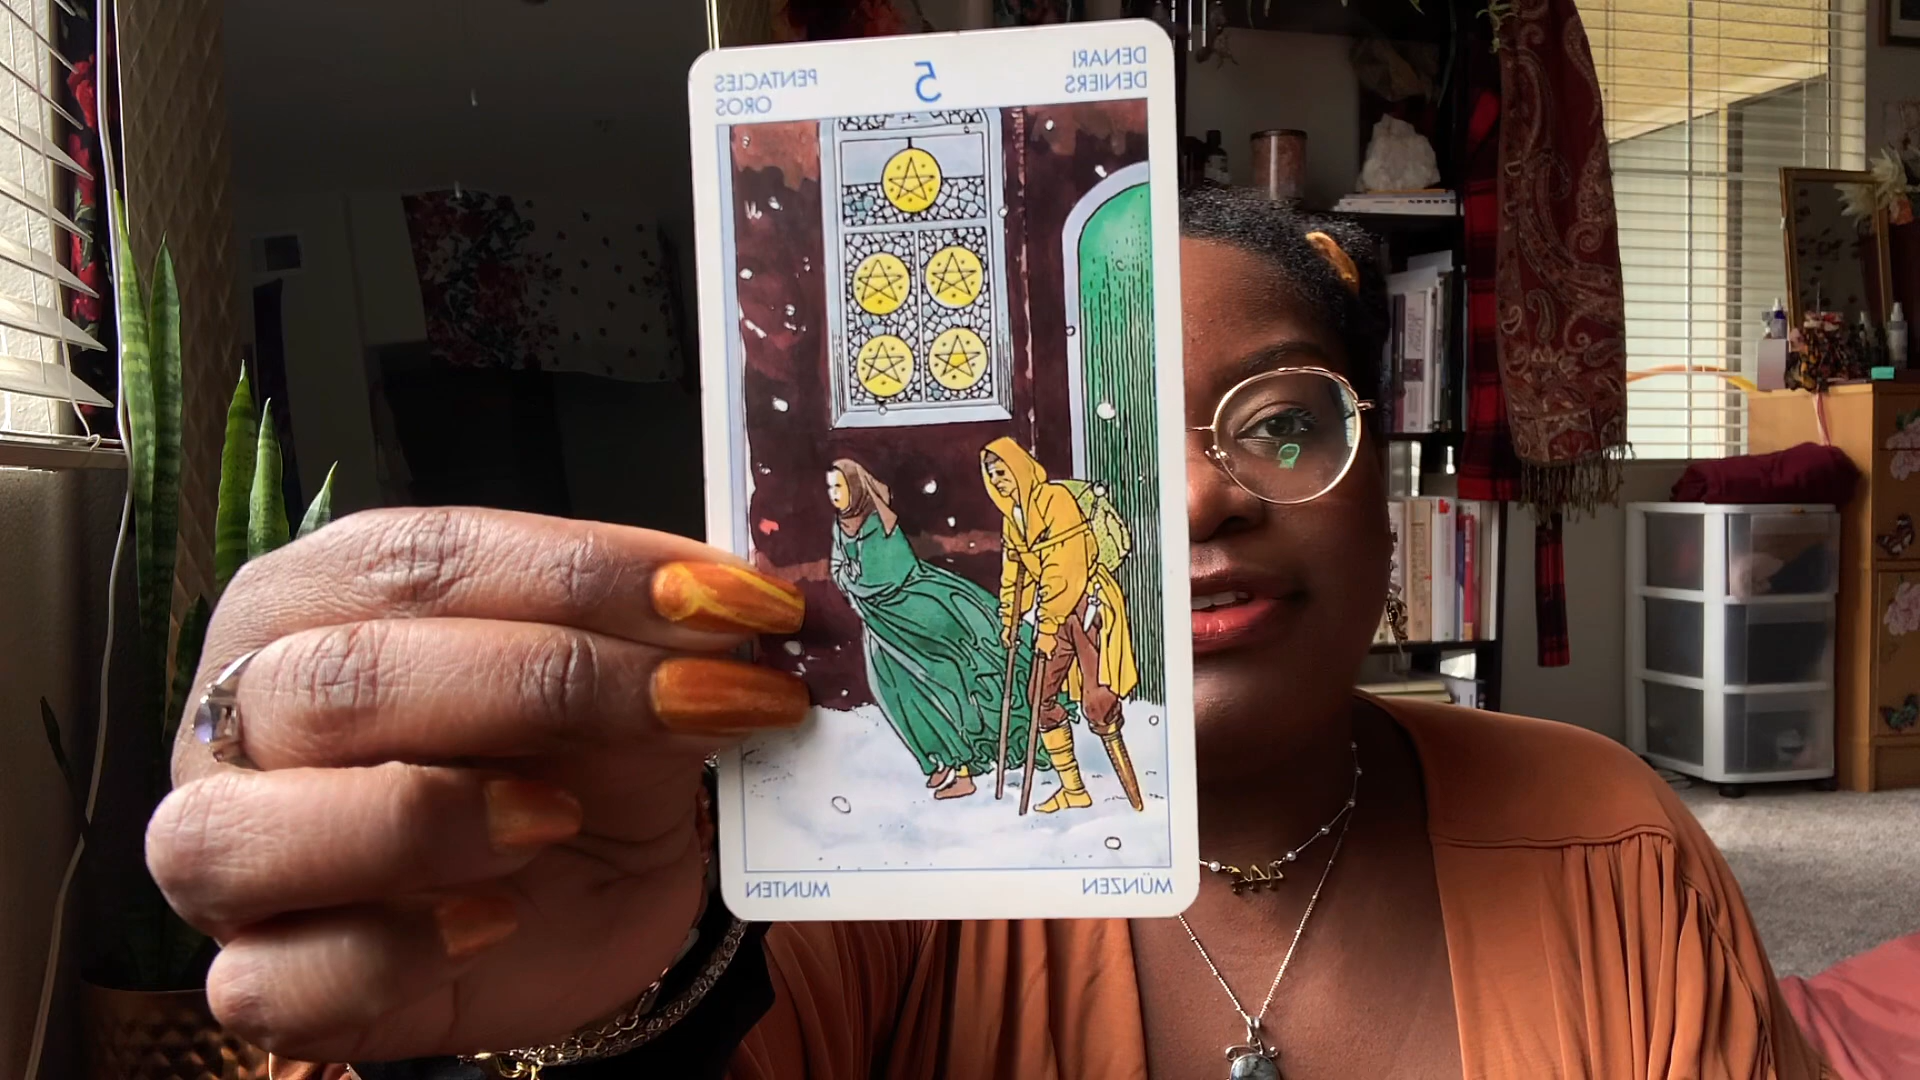 DENARI
DENIERS
5
PENTACLES
OROS
MÜNZEN
MUNTEN